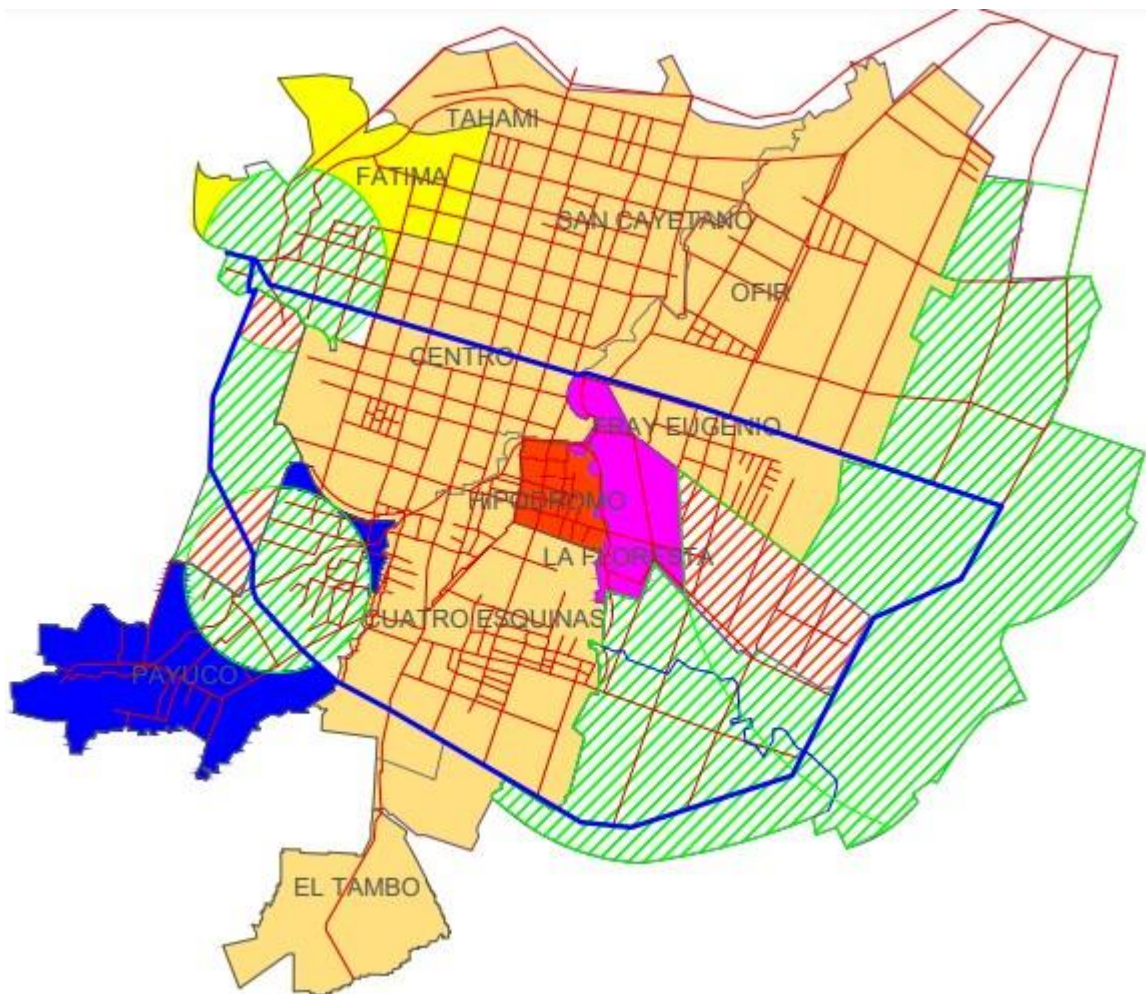 TAHAMI
FATIMA
SAN CAYETANO
OFIR
CENTRO
FRAY EUGENIO
HIPODROMO
LA FLORESTA
CUATRO ESQUINAS
PAYUCO
EL TAMBO